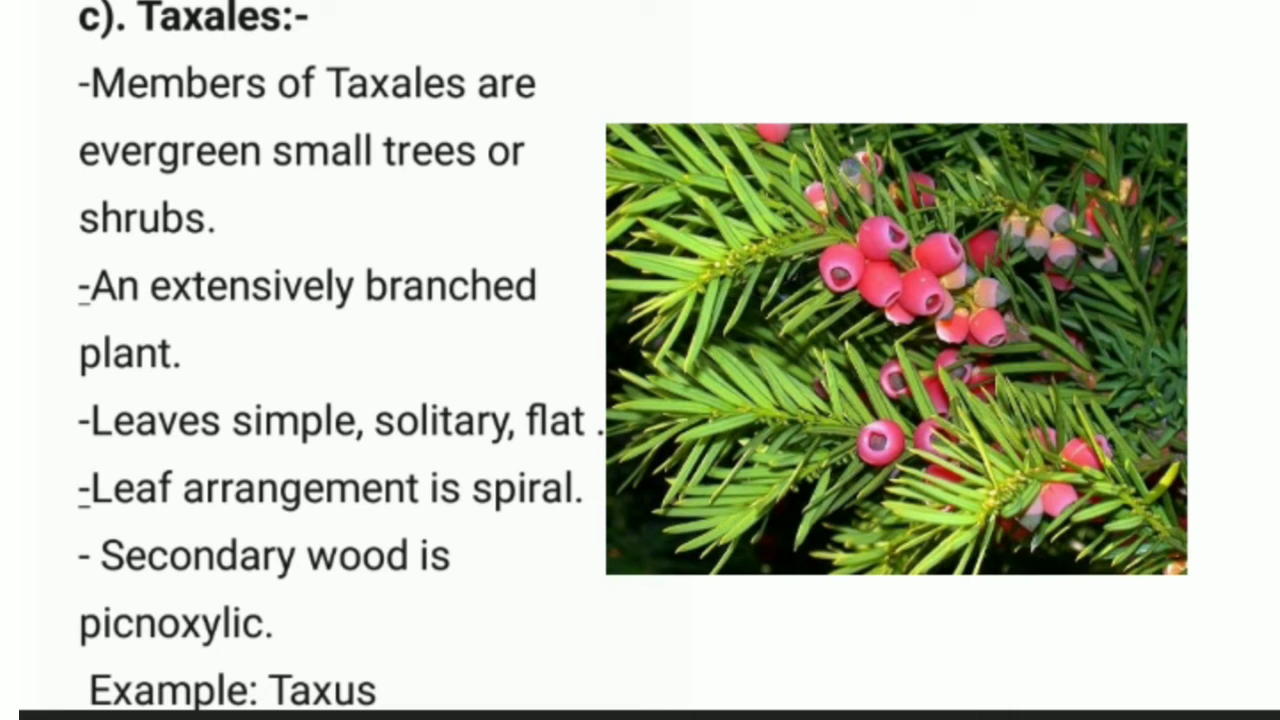 c). Taxales:-
-Members of Taxales are
evergreen small trees or
shrubs.
-An extensively branched
plant.
-Leaves simple, solitary, flat .
-Leaf arrangement is spiral.
- Secondary wood is
picnoxylic.
Example: Taxus